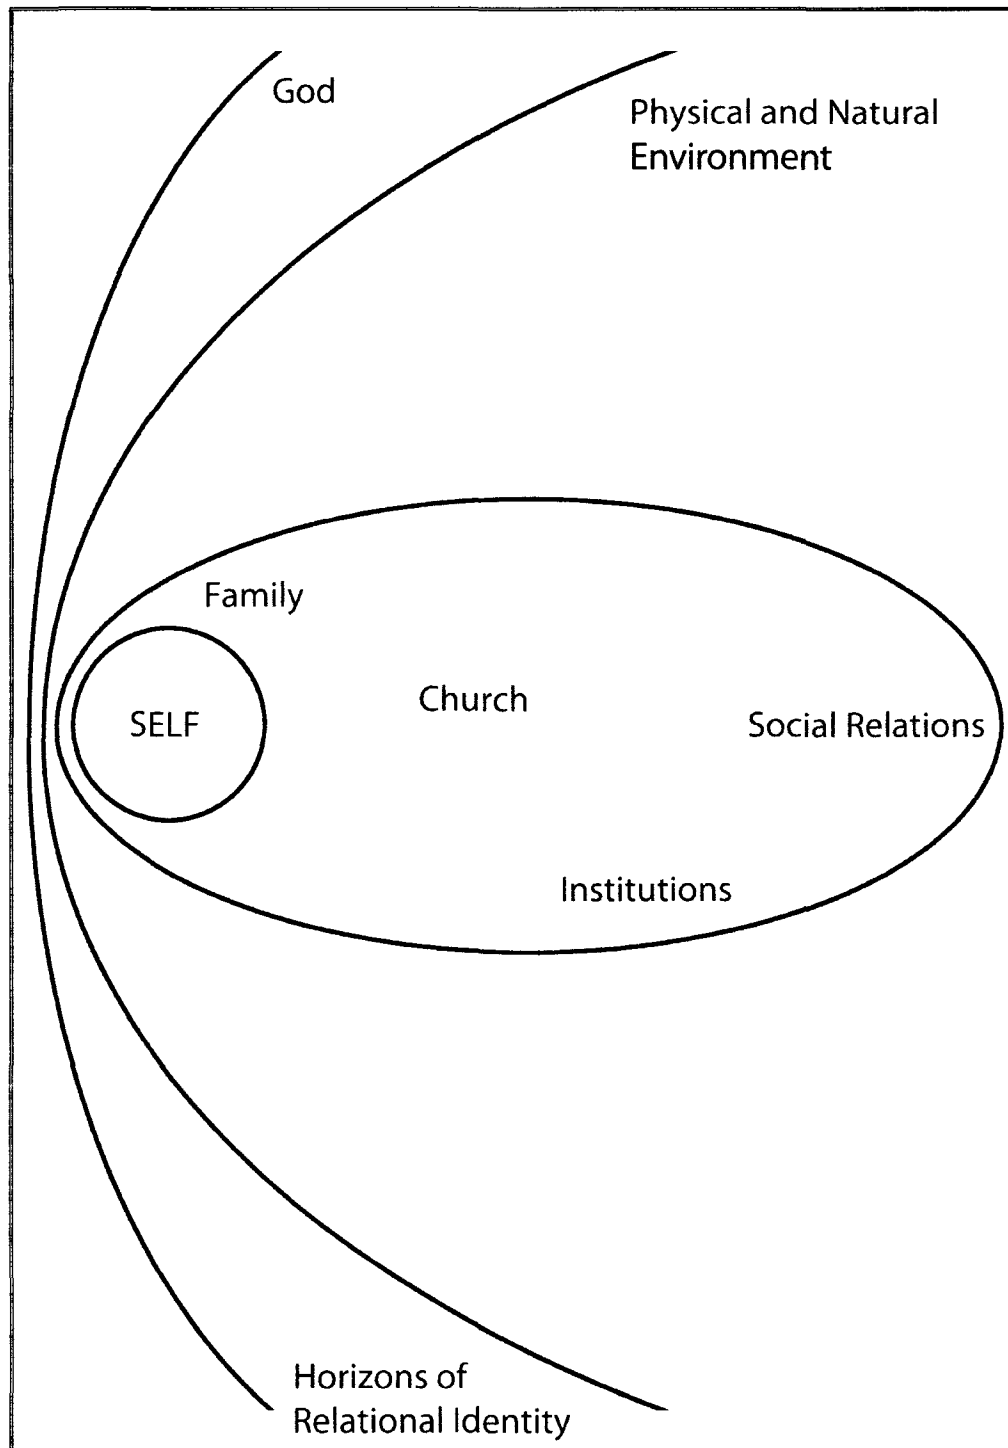 God
Physical and Natural
Environment
Family
Church
SELF
Social Relations
Institutions
Horizons of
Relational Identity